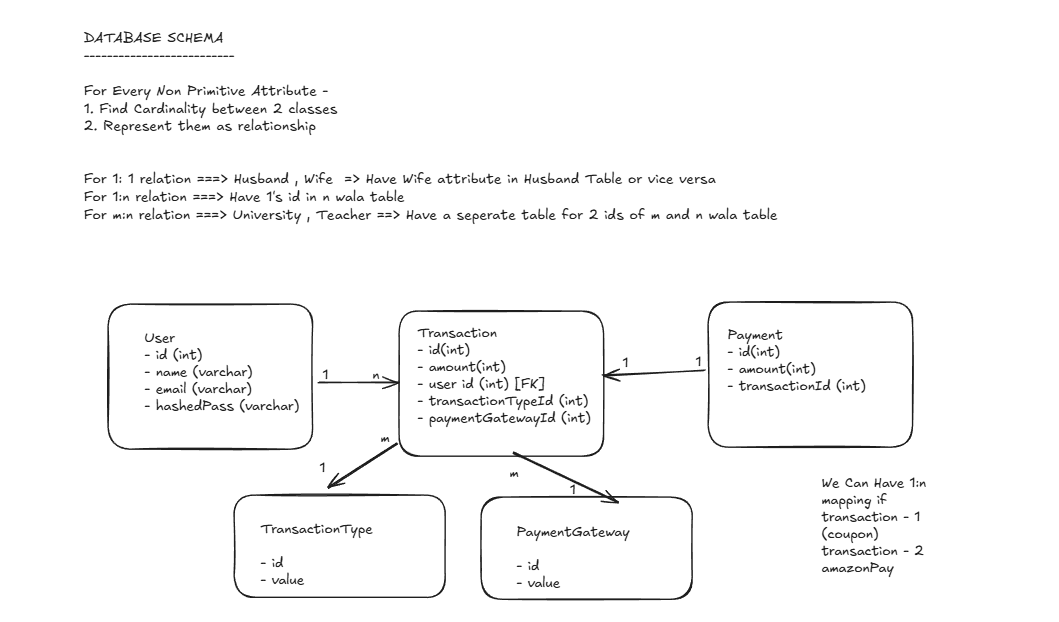 DATABASE SCHEMA
--------------------------
For Every Non Primitive Attribute -
1. Find Cardinality between 2 classes
2. Represent them as relationship
For 1: 1 relation ===> Husband , Wife => Have Wife attribute in Husband Table or vice versa
For 1:n relation ===> Have 1's id in n wala table
For m:n relation ===> University , Teacher ==> Have a seperate table for 2 ids of m and n wala table
User
- id (int)
- name (varchar)
- email (varchar)
- hashedPass (varchar)
1
n
Transaction
- id(int)
- amount(int)
- user id (int) [FK]
- transactionTypeId (int)
- paymentGatewayId (int)
1
1
Payment
- id(int)
- amount(int)
- transactionId (int)
m
1
m
1
TransactionType
- id
- value
PaymentGateway
- id
- value
We Can Have 1:n
mapping if
transaction - 1
(coupon)
transaction - 2
amazonPay